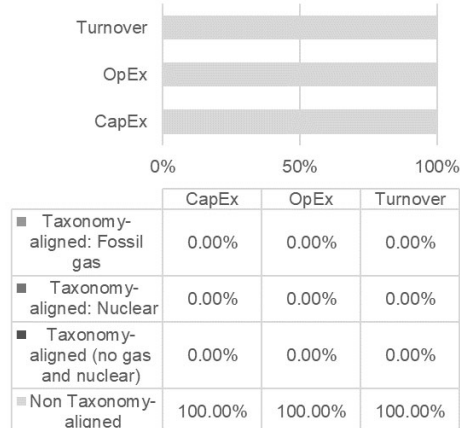 Turnover
OpEx
CapEx
0% 50% 100%
CapEx OpEx Turnover
Taxonomy-
aligned: Fossil
gas
0.00% 0.00% 0.00%
Taxonomy-
aligned: Nuclear
0.00% 0.00% 0.00%
Taxonomy-
aligned (no gas
and nuclear)
0.00% 0.00% 0.00%
Non Taxonomy-
aligned
100.00% 100.00% 100.00%